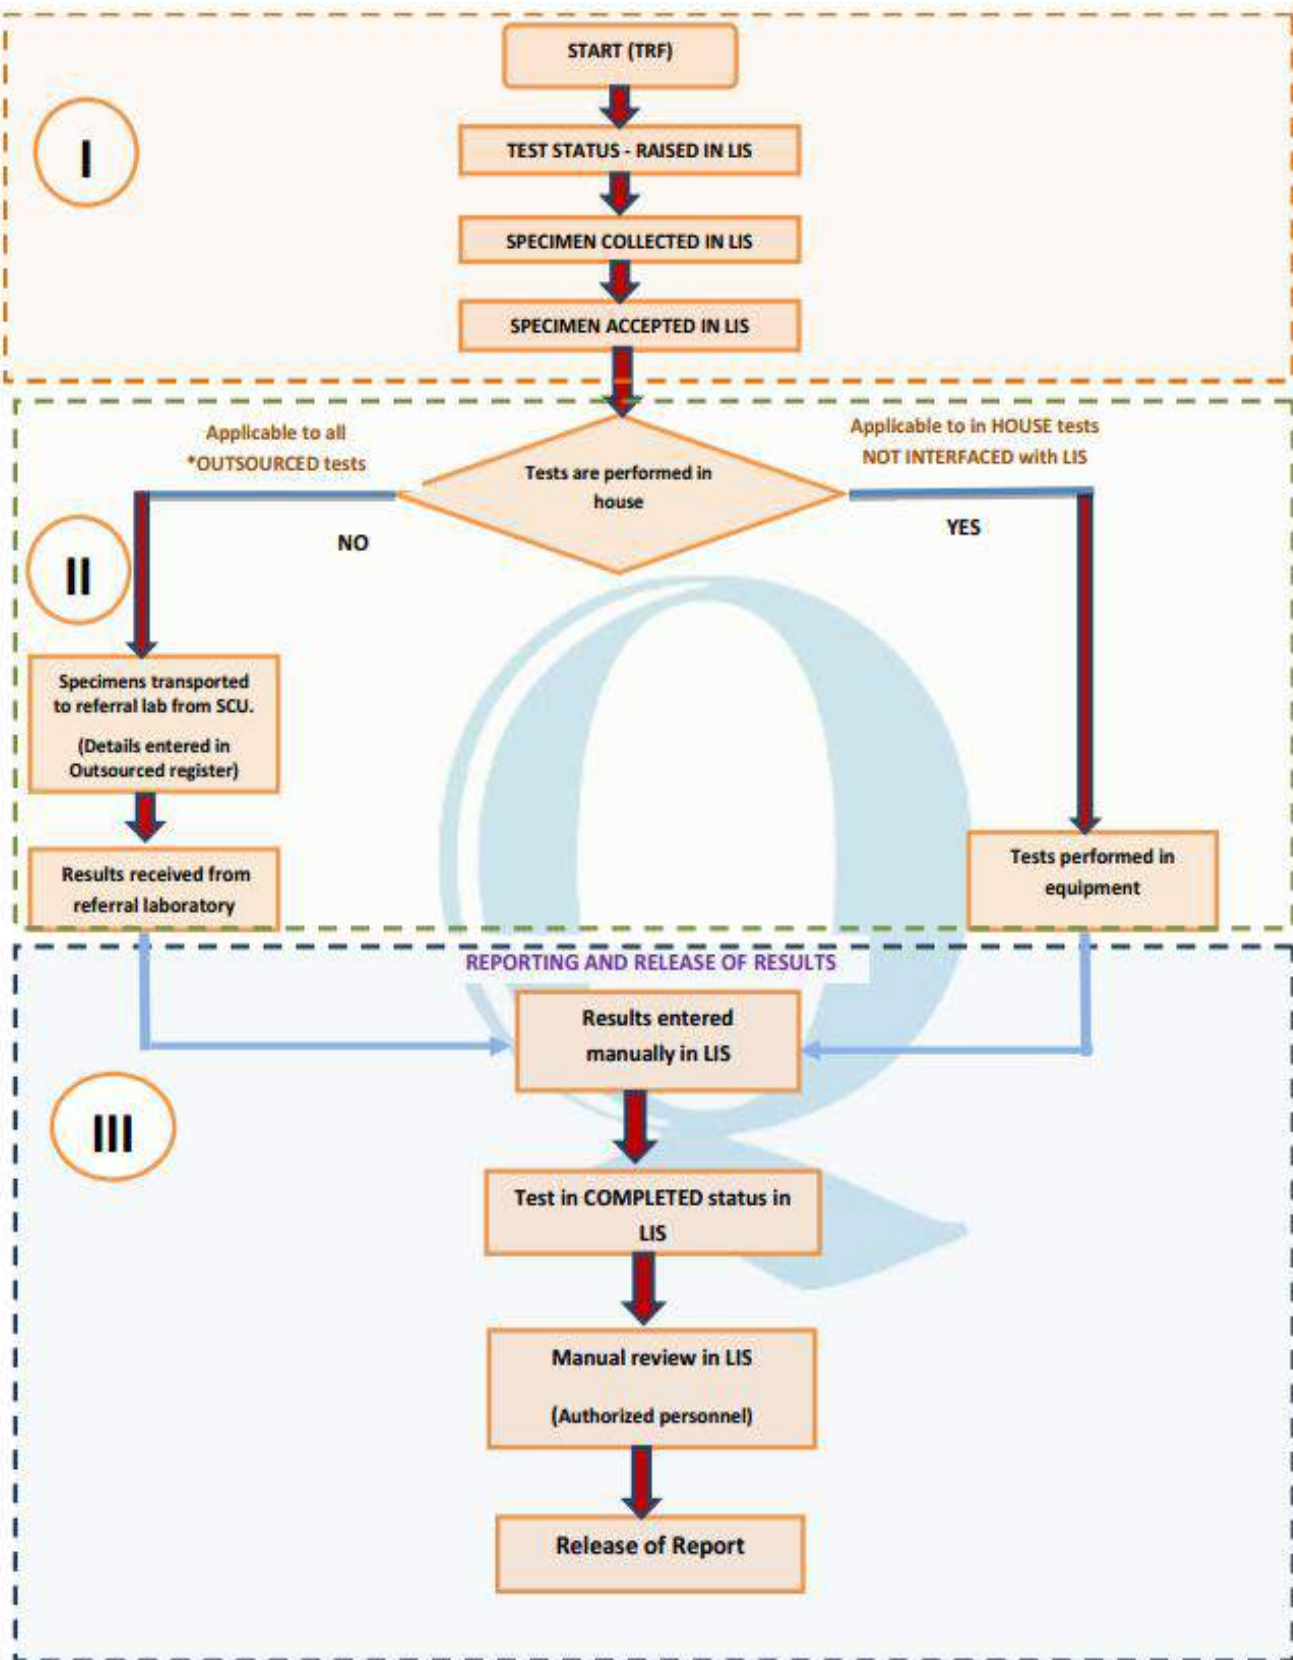 START (TRF)
I
TEST STATUS - RAISED IN LIS
SPECIMEN COLLECTED IN LIS
SPECIMEN ACCEPTED IN LIS
Applicable to all
*OUTSOURCED tests
Tests are performed in
house
Applicable to in HOUSE tests
NOT INTERFACED with LIS
NO
YES
II
Specimens transported
to referral lab from SCU.
(Details entered in
Outsourced register)
Results received from
referral laboratory
Tests performed in
equipment
REPORTING AND RELEASE OF RESULTS
Results entered
manually in LIS
III
Test in COMPLETED status in
LIS
Manual review in LIS
(Authorized personnel)
Release of Report